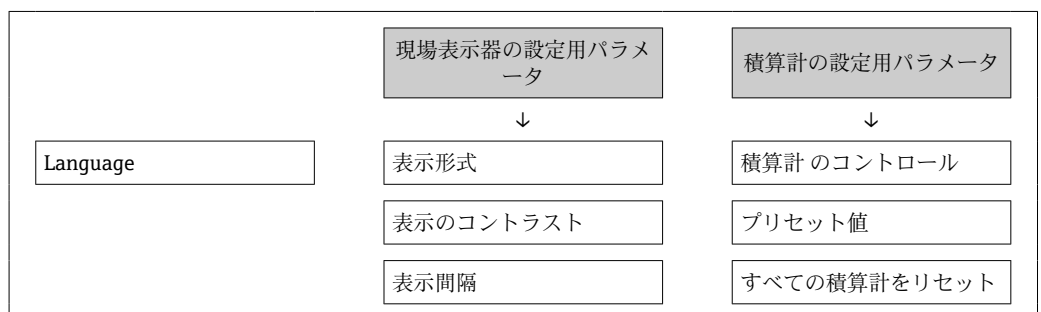 現場表示器の設定用パラメ
ータ
積算計の設定用パラメータ
↓
↓
Language
表示形式
積算計 のコントロール
表示のコントラスト
プリセット値
表示間隔
すべての積算計をリセット